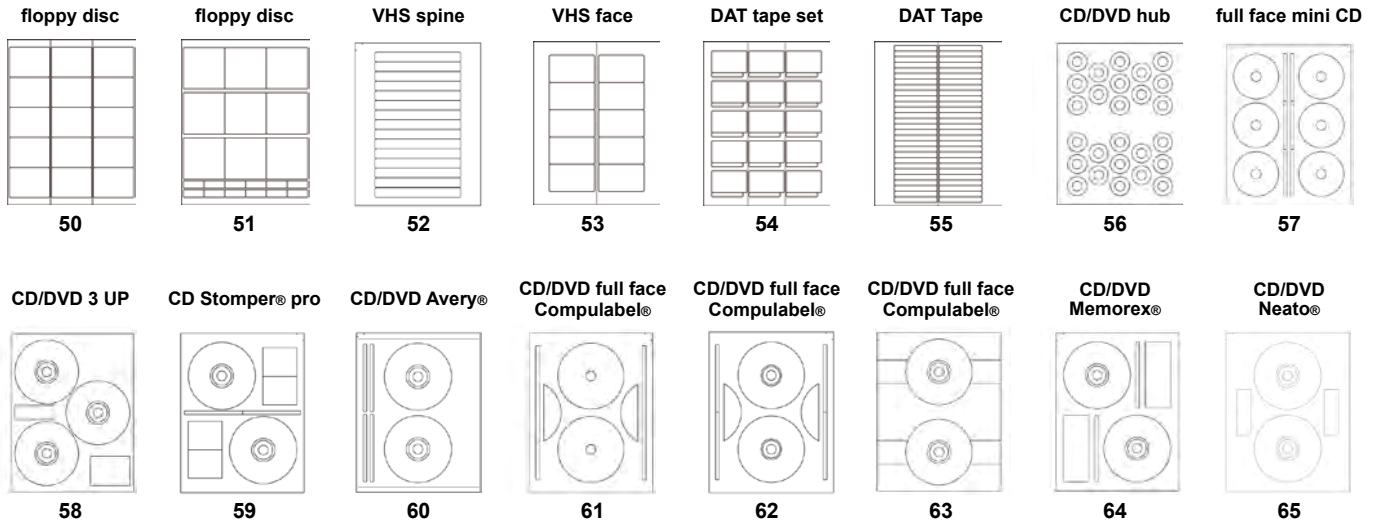 floppy disc floppy disc VHS spine VHS face DAT tape set DAT Tape CD/DVD hub full face mini CD
50 51 52 53 54 55 56 57
CD/DVD 3 UP CD Stomper® pro CD/DVD Avery® CD/DVD full face Compulabel® CD/DVD full face Compulabel® CD/DVD full face Compulabel® CD/DVD Memorex® CD/DVD Neato®
58 59 60 61 62 63 64 65